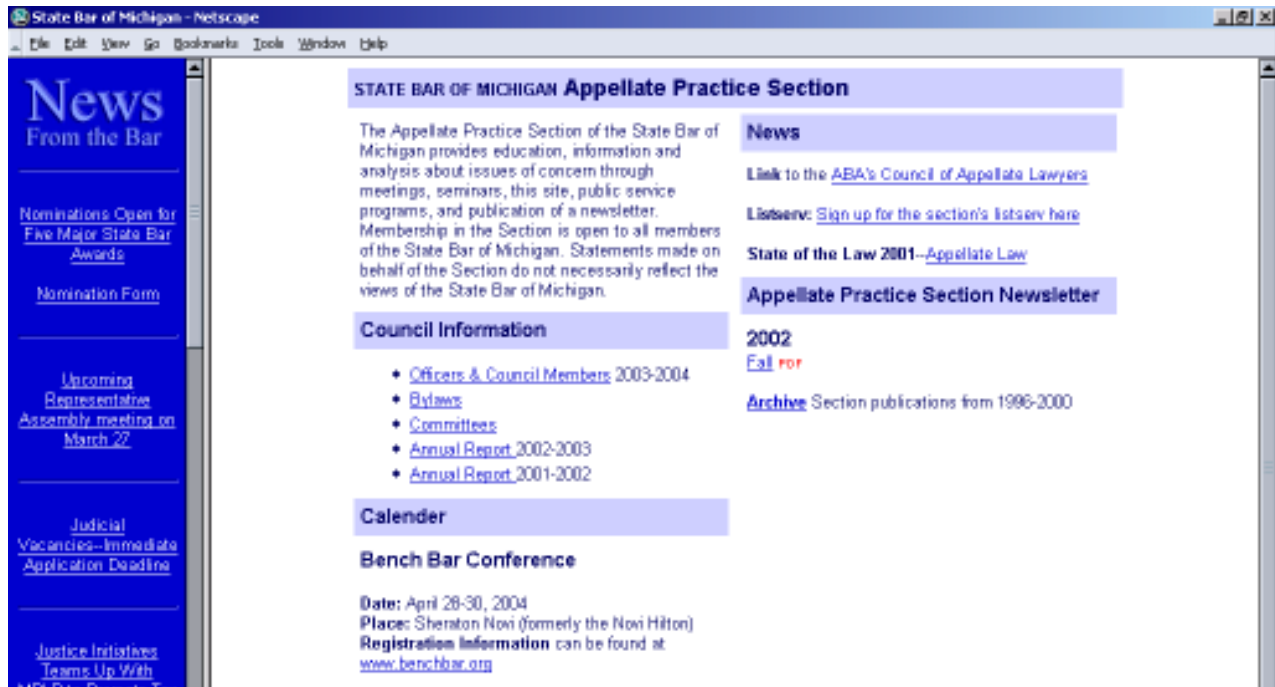 State Bar of Michigan - Netscape
File Edit View Go Bookmarks Tools Window Help
News
From the Bar
Nominations Open for
Five Major State Bar
Awards
Nomination Form
Upcoming
Representative
Assembly meeting on
March 27
Judicial
Vacancies--Immediate
Application Deadline
Justice Initiatives
Teams Up With
STATE BAR OF MICHIGAN Appellate Practice Section
The Appellate Practice Section of the State Bar of
Michigan provides education, information and
analysis about issues of concern through
meetings, seminars, this site, public service
programs, and publication of a newsletter.
Membership in the Section is open to all members
of the State Bar of Michigan. Statements made on
behalf of the Section do not necessarily reflect the
views of the State Bar of Michigan.
Council Information
Officers & Council Members 2003-2004
Bylaws
Committees
Annual Report 2002-2003
Annual Report 2001-2002
Calender
Bench Bar Conference
Date: April 28-30, 2004
Place: Sheraton Novi (formerly the Novi Hilton)
Registration Information can be found at
www.benchbar.org
News
Link to the ABA's Council of Appellate Lawyers
Listserv: Sign up for the section's listserv here
State of the Law 2001--Appellate Law
Appellate Practice Section Newsletter
2002
Fall PDF
Archive Section publications from 1996-2000